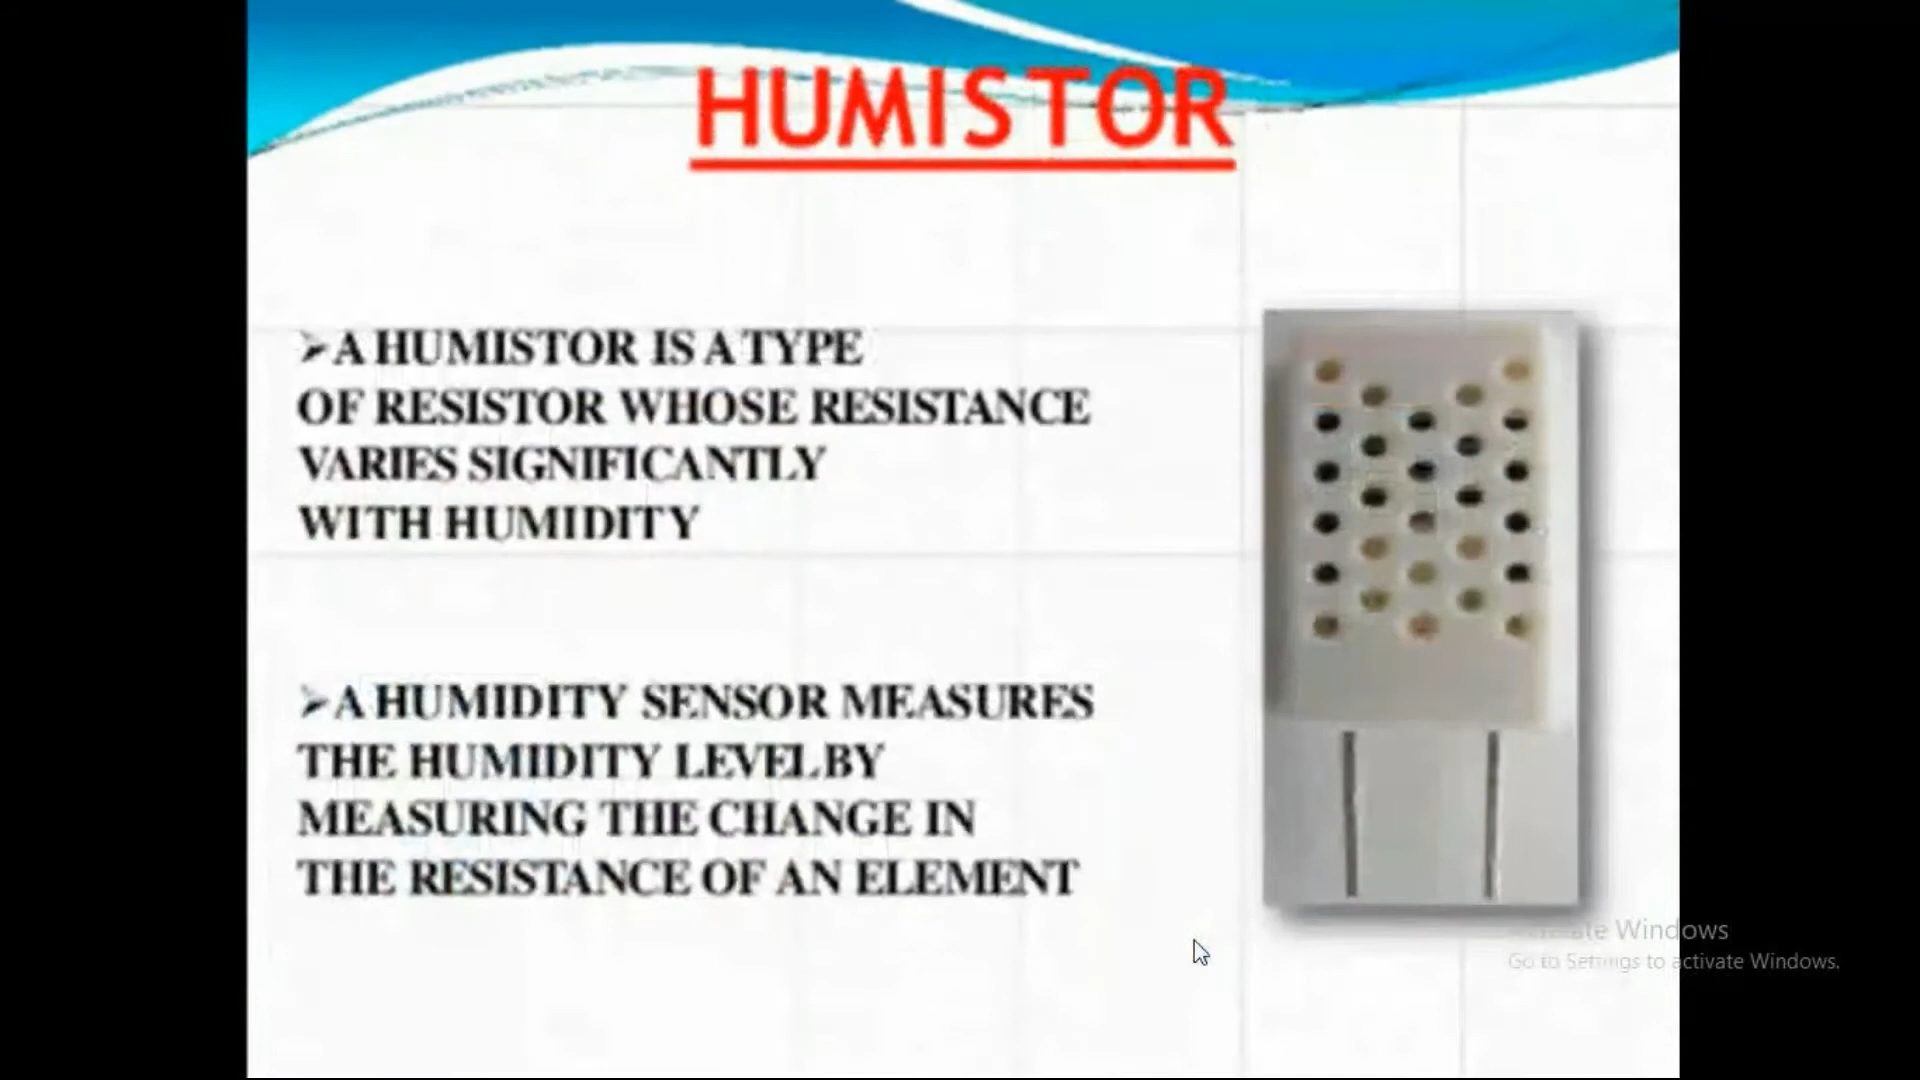 HUMISTOR
➢A HUMISTOR IS A TYPE
OF RESISTOR WHOSE RESISTANCE
VARIES SIGNIFICANTLY
WITH HUMIDITY
➢A HUMIDITY SENSOR MEASURES
THE HUMIDITY LEVEL BY
MEASURING THE CHANGE IN
THE RESISTANCE OF AN ELEMENT
Activate Windows
Go to Settings to activate Windows.